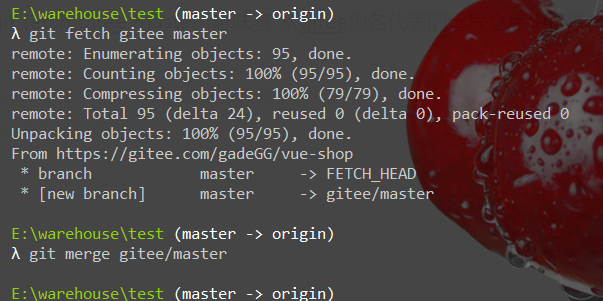 E:\warehouse\test (master -> origin)
λ git fetch gitee master
remote: Enumerating objects: 95, done.
remote: Counting objects: 100% (95/95), done.
remote: Compressing objects: 100% (79/79), done.
remote: Total 95 (delta 24), reused 0 (delta 0), pack-reused 0
Unpacking objects: 100% (95/95), done.
From https://gitee.com/gadeGG/vue-shop
 * branch            master     -> FETCH_HEAD
 * [new branch]      master     -> gitee/master

E:\warehouse\test (master -> origin)
λ git merge gitee/master

E:\warehouse\test (master -> origin)